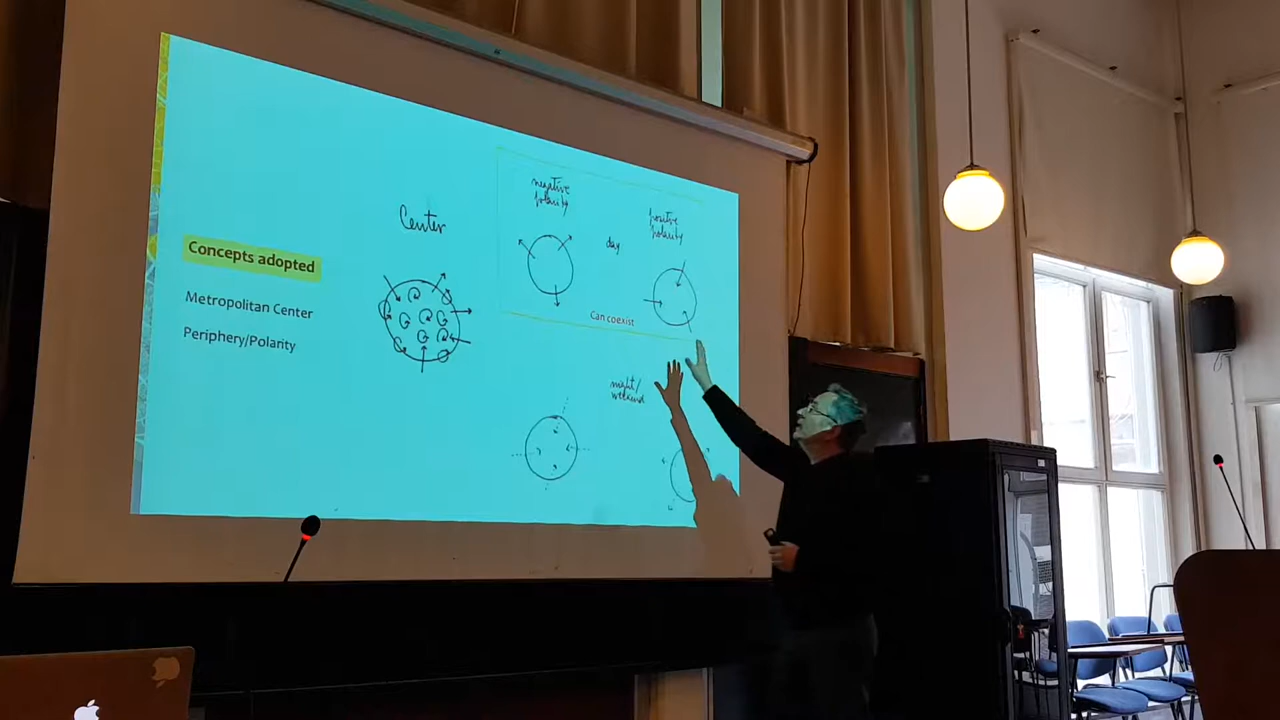 Concepts adopted
Metropolitan Center
Periphery/Polarity
Center
negative
polarity
day
positive
polarity
Can coexist
night/
weekend